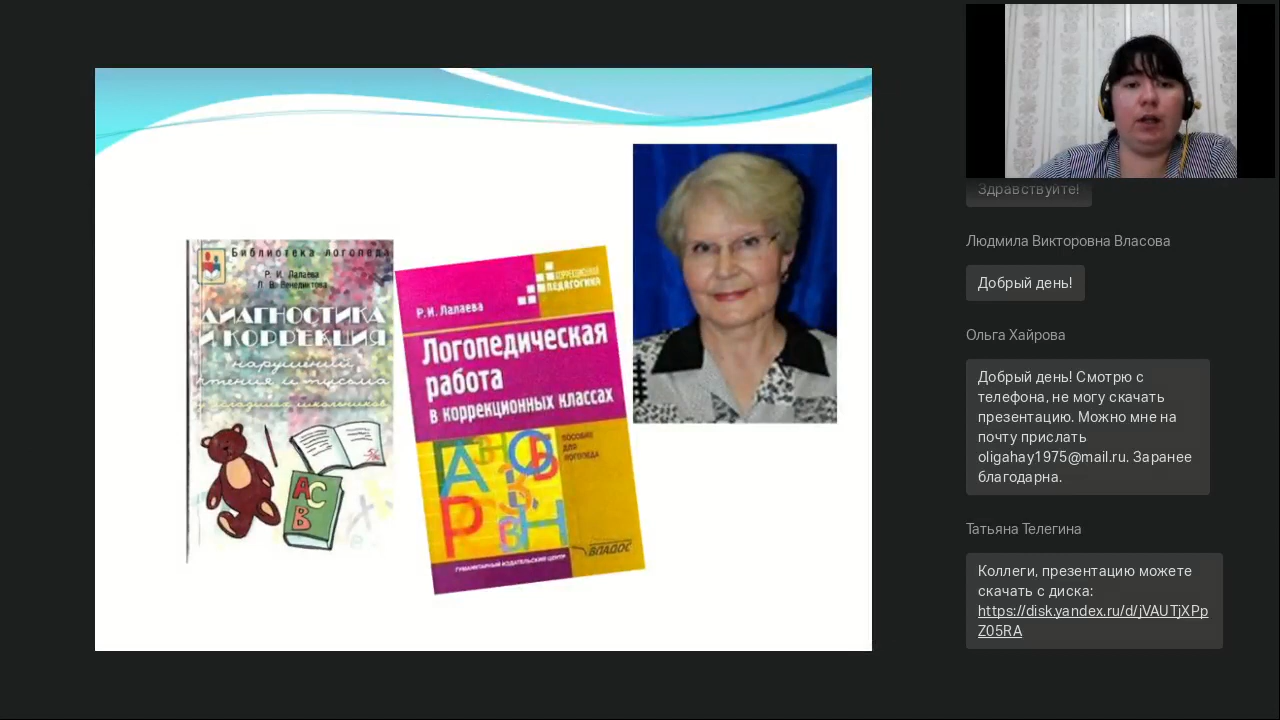 Библиотека логопеда
Р. И. Лалаева
Л. В. Венедиктова
ДИАГНОСТИКА
И КОРРЕКЦИЯ
нарушений
чтения и письма
у младших школьников
АС
В
КОРРЕКЦИОННАЯ
ПЕДАГОГИКА
Р.И. Лалаева
Логопедическая
работа
в коррекционных классах
ПОСОБИЕ
ДЛЯ
ЛОГОПЕДА
ГУМАНИТАРНЫЙ ИЗДАТЕЛЬСКИЙ ЦЕНТР
ВЛАДОС
Здравствуйте!
Людмила Викторовна Власова
Добрый день!
Ольга Хайрова
Добрый день! Смотрю с
телефона, не могу скачать
презентацию. Можно мне на
почту прислать
oligahay1975@mail.ru. Заранее
благодарна.
Татьяна Телегина
Коллеги, презентацию можете
скачать с диска:
https://disk.yandex.ru/d/jVAUTjXPp
Z05RA